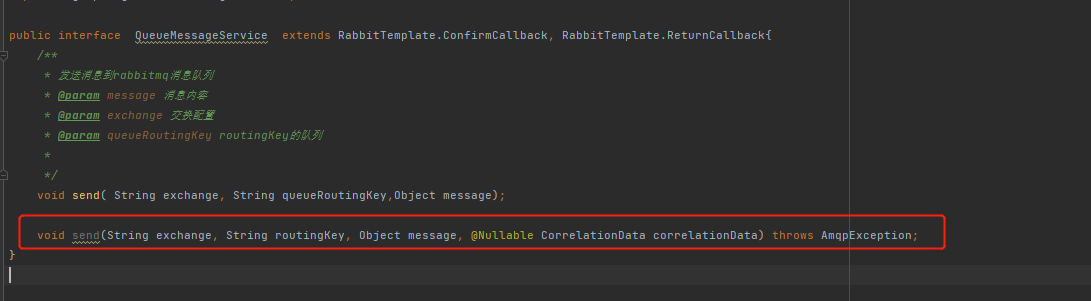 public interface  QueueMessageService  extends RabbitTemplate.ConfirmCallback, RabbitTemplate.ReturnCallback{
/**
* 发送消息到rabbitmq消息队列
* @param message 消息内容
* @param exchange 交换配置
* @param queueRoutingKey routingKey的队列
*
*/
void send( String exchange, String queueRoutingKey,Object message);
void send(String exchange, String routingKey, Object message, @Nullable CorrelationData correlationData) throws AmqpException;
}